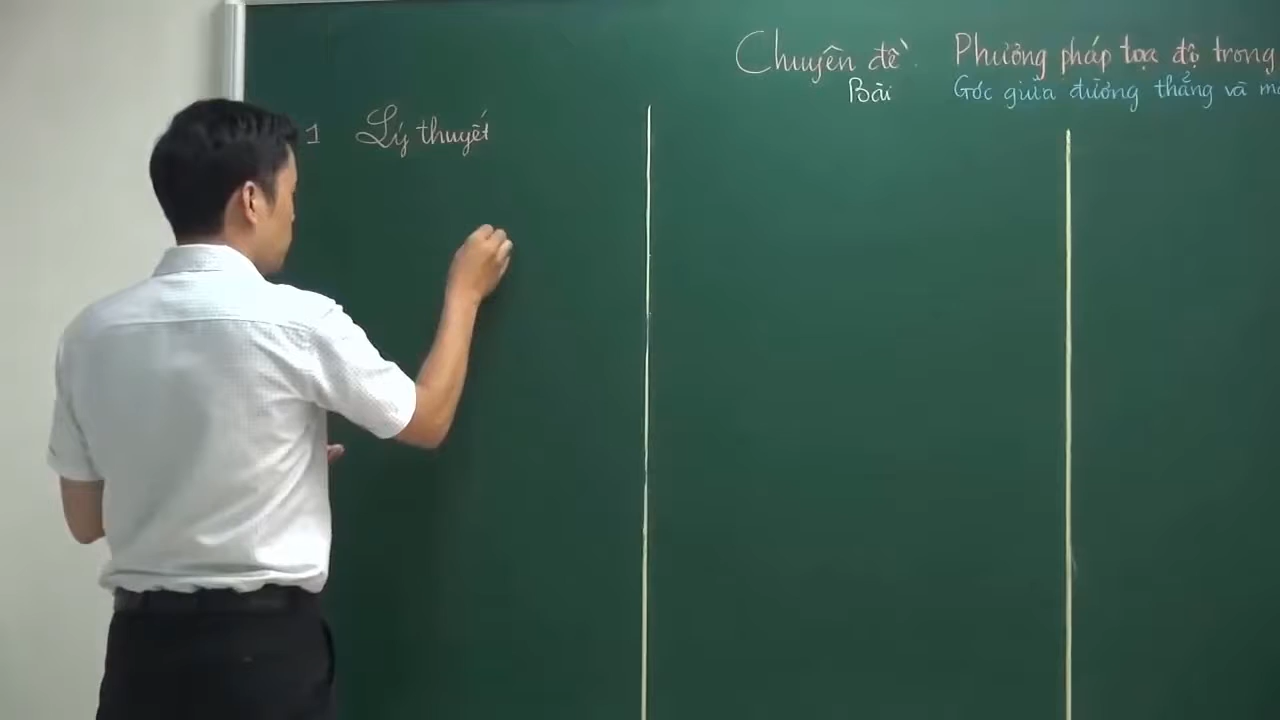 Chuyên đề: Phương pháp tọa độ trong
Bài Góc giữa đường thẳng và
1 Lý thuyết